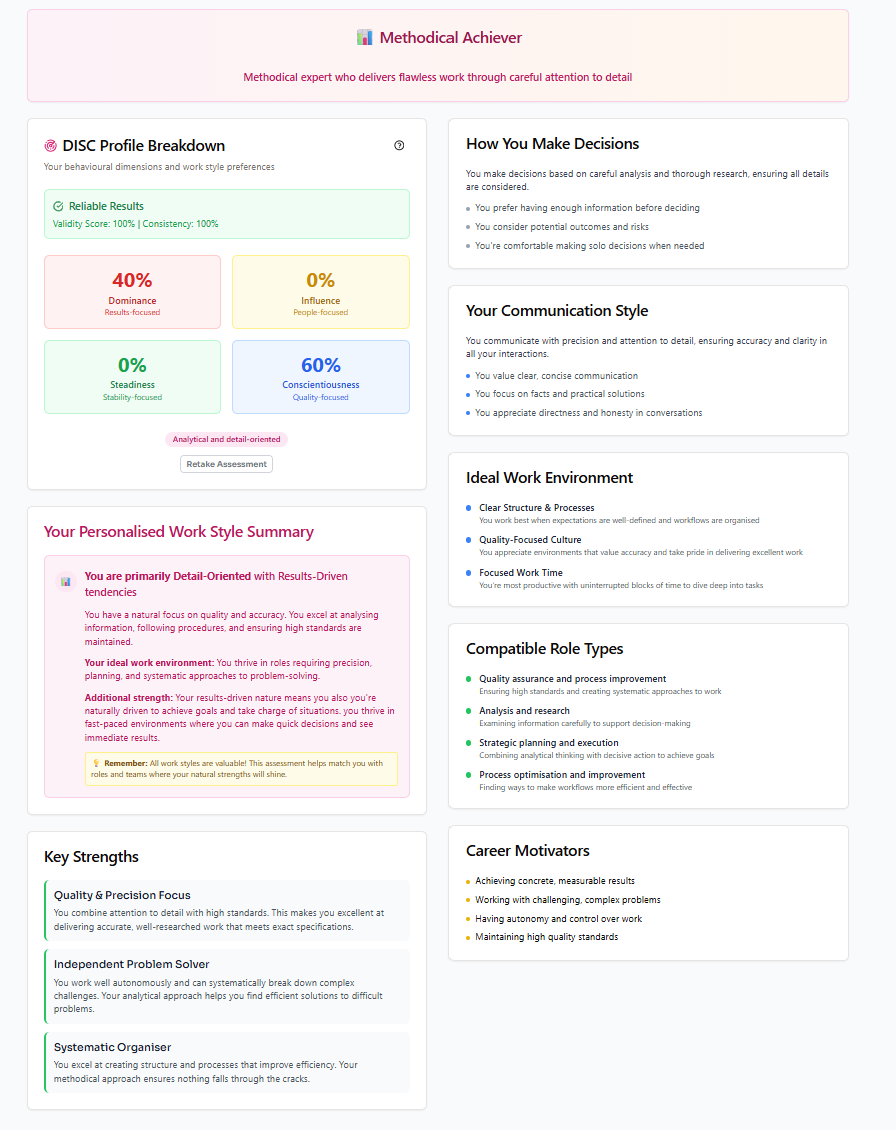 Methodical Achiever
Methodical expert who delivers flawless work through careful attention to detail
DISC Profile Breakdown
Your behavioural dimensions and work style preferences
Reliable Results
Validity Score: 100% | Consistency: 100%
40%
Dominance
Results-focused
0%
Influence
People-focused
0%
Steadiness
Stability-focused
60%
Conscientiousness
Quality-focused
Analytical and detail-oriented
Retake Assessment
Your Personalised Work Style Summary
You are primarily Detail-Oriented with Results-Driven
tendencies
You have a natural focus on quality and accuracy. You excel at analysing
information, following procedures, and ensuring high standards are
maintained.
Your ideal work environment: You thrive in roles requiring precision,
planning, and systematic approaches to problem-solving.
Additional strength: Your results-driven nature means you also you're
naturally driven to achieve goals and take charge of situations. you thrive in
fast-paced environments where you can make quick decisions and see
immediate results.
Remember: All work styles are valuable! This assessment helps match you with
roles and teams where your natural strengths will shine.
Key Strengths
Quality & Precision Focus
You combine attention to detail with high standards. This makes you excellent at
delivering accurate, well-researched work that meets exact specifications.
Independent Problem Solver
You work well autonomously and can systematically break down complex
challenges. Your analytical approach helps you find efficient solutions to difficult
problems.
Systematic Organiser
You excel at creating structure and processes that improve efficiency. Your
methodical approach ensures nothing falls through the cracks.
How You Make Decisions
You make decisions based on careful analysis and thorough research, ensuring all details
are considered.
You prefer having enough information before deciding
You consider potential outcomes and risks
You're comfortable making solo decisions when needed
Your Communication Style
You communicate with precision and attention to detail, ensuring accuracy and clarity in
all your interactions.
You value clear, concise communication
You focus on facts and practical solutions
You appreciate directness and honesty in conversations
Ideal Work Environment
Clear Structure & Processes
You work best when expectations are well-defined and workflows are organised
Quality-Focused Culture
You appreciate environments that value accuracy and take pride in delivering excellent work
Focused Work Time
You're most productive with uninterrupted blocks of time to dive deep into tasks
Compatible Role Types
Quality assurance and process improvement
Ensuring high standards and creating systematic approaches to work
Analysis and research
Examining information carefully to support decision-making
Strategic planning and execution
Combining analytical thinking with decisive action to achieve goals
Process optimisation and improvement
Finding ways to make workflows more efficient and effective
Career Motivators
Achieving concrete, measurable results
Working with challenging, complex problems
Having autonomy and control over work
Maintaining high quality standards